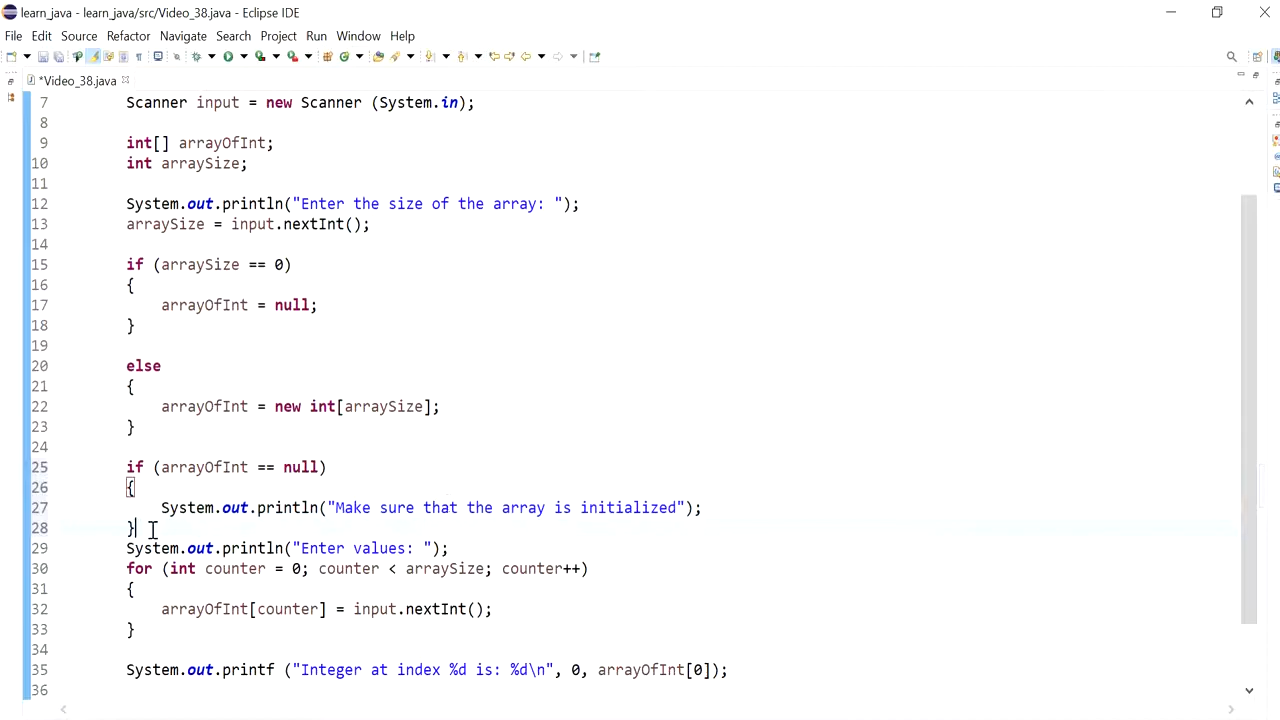 learn_java - learn_java/src/Video_38.java - Eclipse IDE
File Edit Source Refactor Navigate Search Project Run Window Help
*Video_38.java
7 Scanner input = new Scanner (System.in);
8
9 int[] arrayOfInt;
10 int arraySize;
11
12 System.out.println("Enter the size of the array: ");
13 arraySize = input.nextInt();
14
15 if (arraySize == 0)
16 {
17 arrayOfInt = null;
18 }
19
20 else
21 {
22 arrayOfInt = new int[arraySize];
23 }
24
25 if (arrayOfInt == null)
26 {
27 System.out.println("Make sure that the array is initialized");
28 }
29 System.out.println("Enter values: ");
30 for (int counter = 0; counter < arraySize; counter++)
31 {
32 arrayOfInt[counter] = input.nextInt();
33 }
34
35 System.out.printf ("Integer at index %d is: %d\n", 0, arrayOfInt[0]);
36